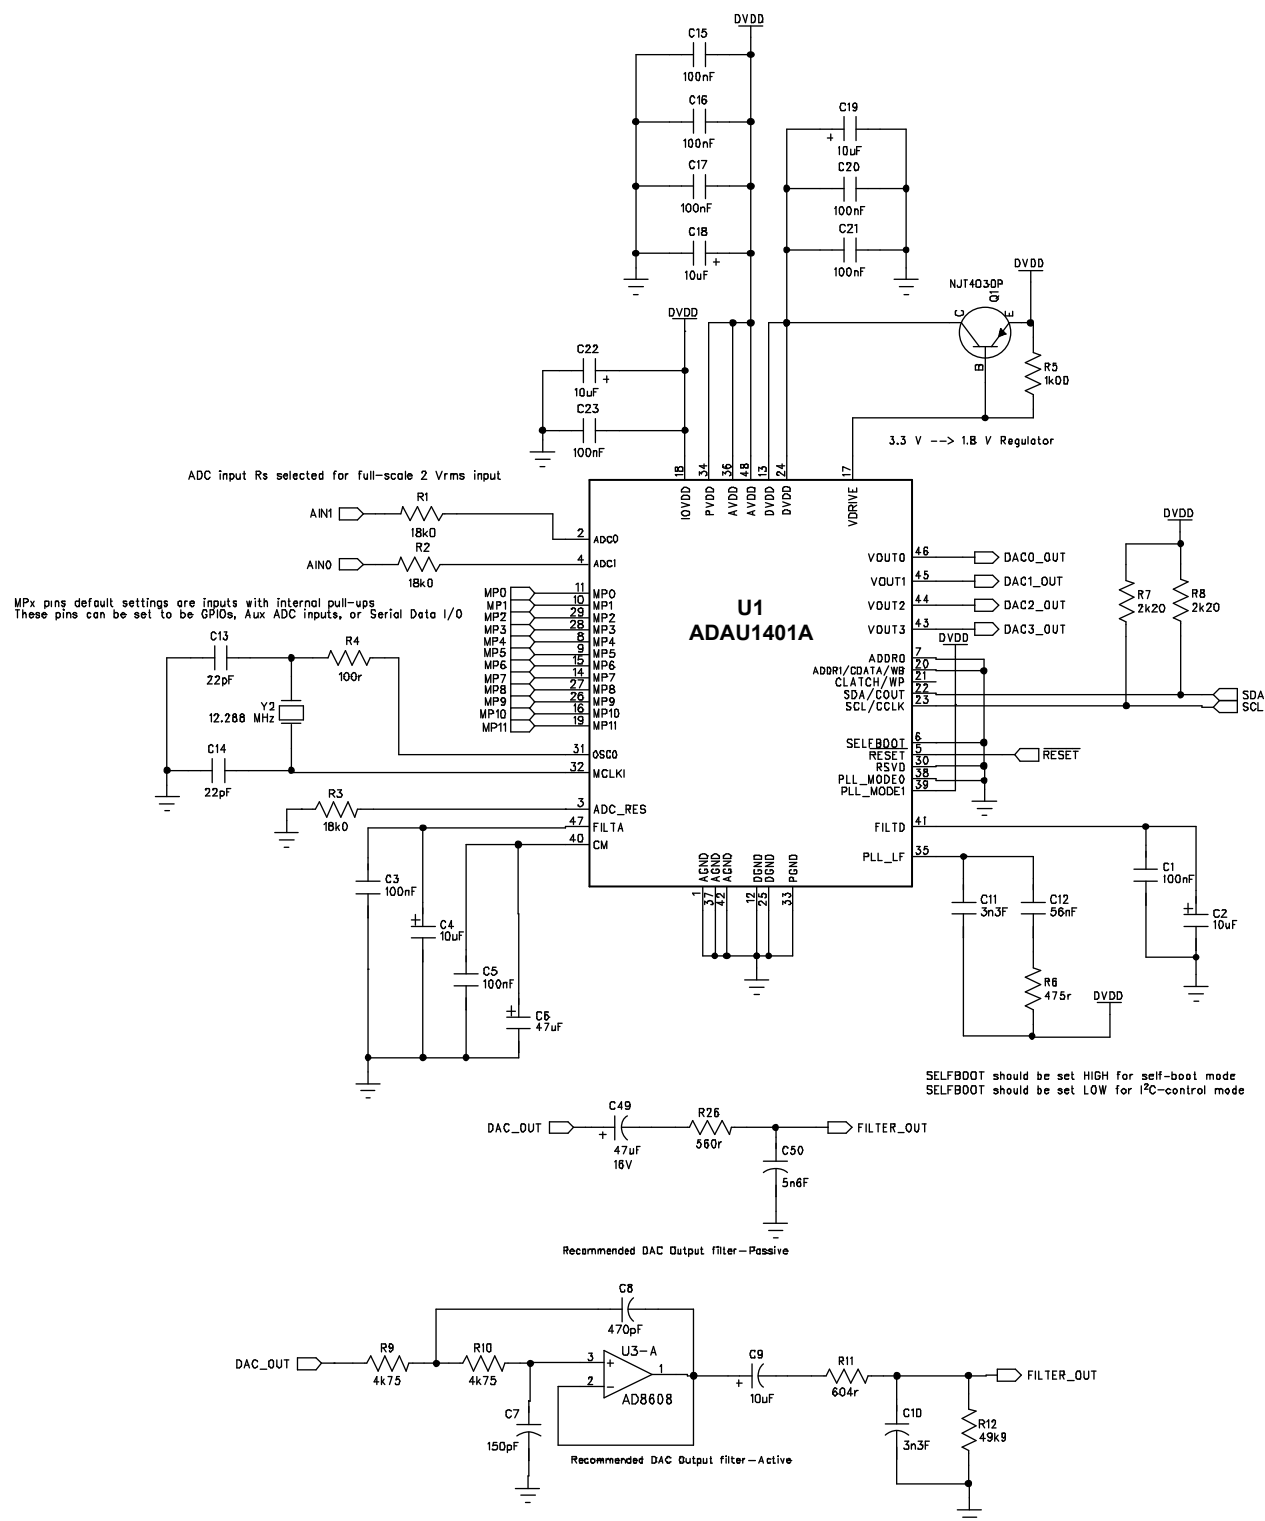 DVDD
C15
100nF
C16
100nF
C17
100nF
C18
+
10uF
C19
+
10uF
C20
100nF
C21
100nF
DVDD
NJT4030P
Q1
C
E
B
R5
1k00
3.3 V --> 1.8 V Regulator
DVDD
C22
+
10uF
C23
100nF
ADC input Rs selected for full-scale 2 Vrms input
AIN1
R1
18k0
AIN0
R2
18k0
MPx pins default settings are inputs with internal pull-ups
These pins can be set to be GPIOs, Aux ADC inputs, or Serial Data I/O
C13
22pF
R4
100r
Y2
12.288 MHz
C14
22pF
R3
18k0
18 IOVDD
34 PVDD
36 AVDD
48 AVDD
13 DVDD
24 DVDD
17 VDRIVE
U1
ADAU1401A
2 ADC0
4 ADC1
MP0 11 MP0
MP1 10 MP1
MP2 29 MP2
MP3 28 MP3
MP4 8 MP4
MP5 9 MP5
MP6 15 MP6
MP7 14 MP7
MP8 27 MP8
MP9 26 MP9
MP10 16 MP10
MP11 19 MP11
31 OSCO
32 MCLKI
3 ADC_RES
47 FILTA
40 CM
VOUT0 46 DAC0_OUT
VOUT1 45 DAC1_OUT
VOUT2 44 DAC2_OUT
VOUT3 43 DAC3_OUT
DVDD
ADDR0 7
ADDR1/CDATA/WB 20
CLATCH/WP 21
SDA/COUT 22 SDA
SCL/CCLK 23 SCL
DVDD
R7
2k20
R8
2k20
SELFBOOT 6
RESET 5 RESET
RSVD 30
PLL_MODE0 38
PLL_MODE1 39
FILTD 41
PLL_LF 35
AGND 1
AGND 37
AGND 42
DGND 12
DGND 25
PGND 33
C3
100nF
+
C4
10uF
C5
100nF
+
C6
47uF
C1
100nF
+
C2
10uF
C11
3n3F
C12
56nF
R6
475r
DVDD
SELFBOOT should be set HIGH for self-boot mode
SELFBOOT should be set LOW for I²C-control mode
DAC_OUT
C49
+
47uF
16V
R26
560r
FILTER_OUT
C50
5n6F
Recommended DAC Output filter-Passive
C8
470pF
DAC_OUT
R9
4k75
R10
4k75
U3-A
3 +
2 -
1
AD8608
C7
150pF
C9
+
10uF
R11
604r
FILTER_OUT
C10
3n3F
R12
49k9
Recommended DAC Output filter-Active